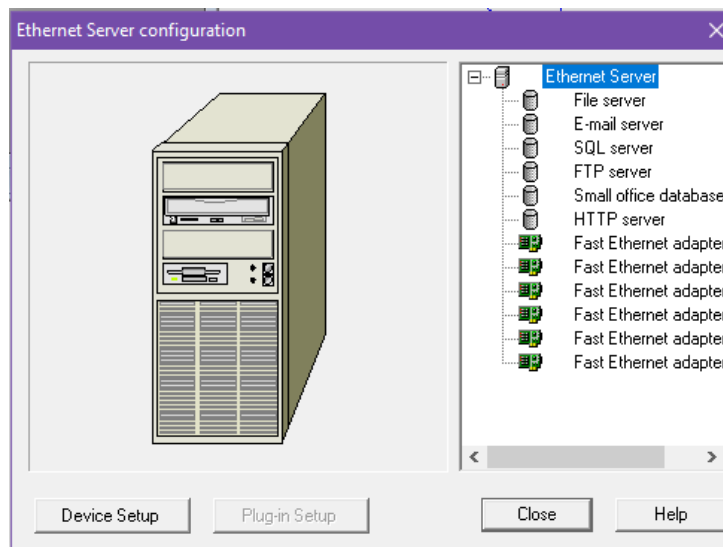 Ethernet Server configuration
Ethernet Server
File server
E-mail server
SQL server
FTP server
Small office database
HTTP server
Fast Ethernet adapte
Fast Ethernet adapte
Fast Ethernet adapte
Fast Ethernet adapte
Fast Ethernet adapte
Fast Ethernet adapte
Device Setup
Plug-in Setup
Close
Help